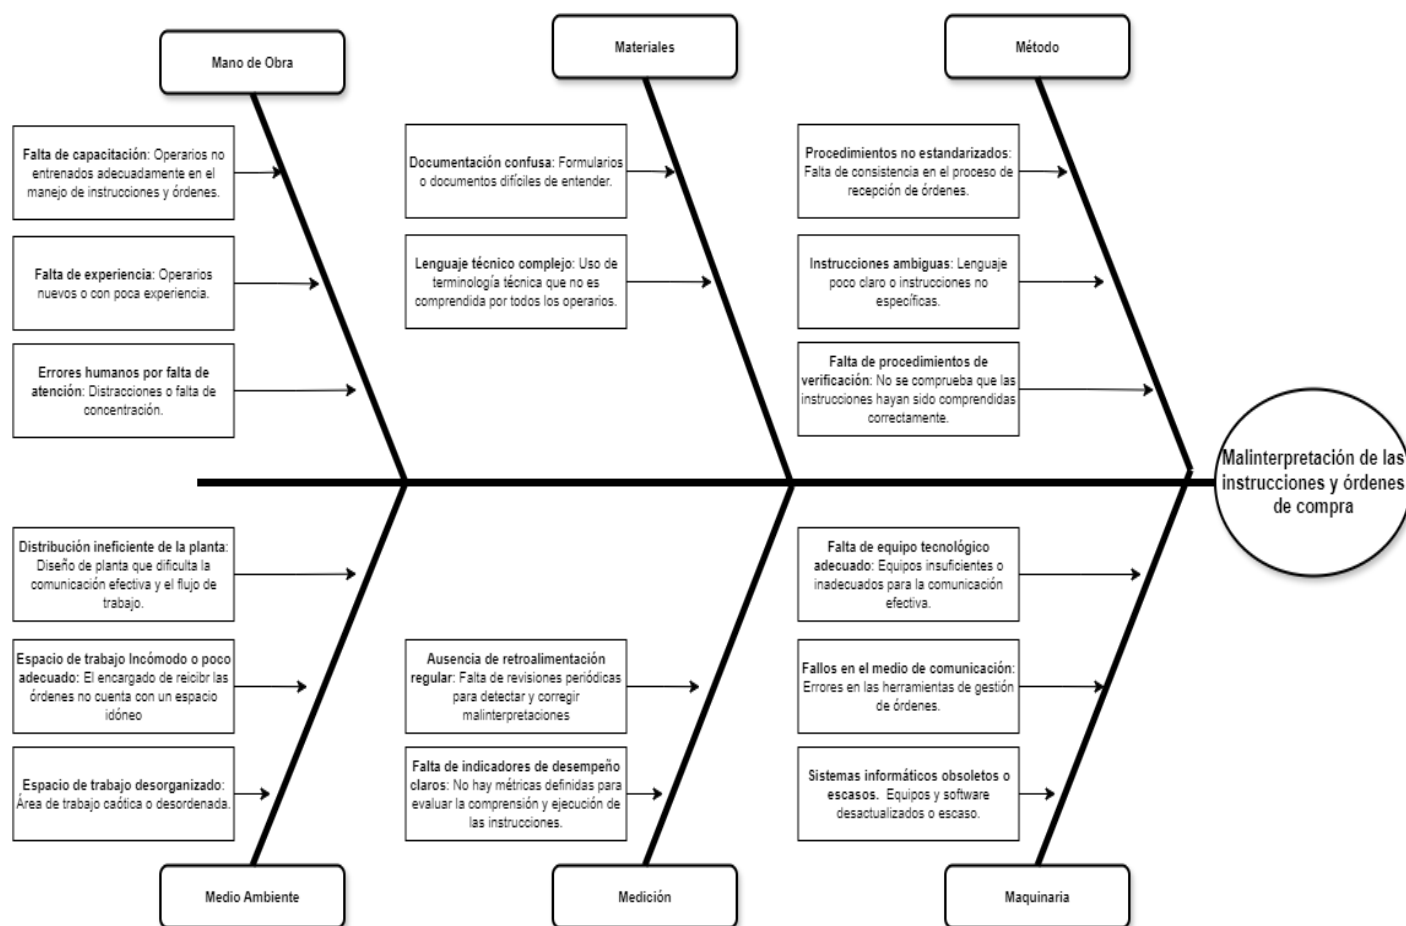 Mano de Obra
Materiales
Método
Falta de capacitación: Operarios no
entrenados adecuadamente en el
manejo de instrucciones y órdenes.
Falta de experiencia: Operarios
nuevos o con poca experiencia.
Errores humanos por falta de
atención: Distracciones o falta de
concentración.
Documentación confusa: Formularios
o documentos difíciles de entender.
Lenguaje técnico complejo: Uso de
terminología técnica que no es
comprendida por todos los operarios.
Procedimientos no estandarizados:
Falta de consistencia en el proceso de
recepción de órdenes.
Instrucciones ambiguas: Lenguaje
poco claro o instrucciones no
específicas.
Falta de procedimientos de
verificación: No se comprueba que las
instrucciones hayan sido comprendidas
correctamente.
Malinterpretación de las
instrucciones y órdenes
de compra
Distribución ineficiente de la planta:
Diseño de planta que dificulta la
comunicación efectiva y el flujo de
trabajo.
Espacio de trabajo Incómodo o poco
adecuado: El encargado de reicibr las
órdenes no cuenta con un espacio
idóneo
Espacio de trabajo desorganizado:
Área de trabajo caótica o desordenada.
Ausencia de retroalimentación
regular: Falta de revisiones periódicas
para detectar y corregir
malinterpretaciones
Falta de indicadores de desempeño
claros: No hay métricas definidas para
evaluar la comprensión y ejecución de
las instrucciones.
Falta de equipo tecnológico
adecuado: Equipos insuficientes o
inadecuados para la comunicación
efectiva.
Fallos en el medio de comunicación:
Errores en las herramientas de gestión
de órdenes.
Sistemas informáticos obsoletos o
escasos. Equipos y software
desactualizados o escaso.
Medio Ambiente
Medición
Maquinaria